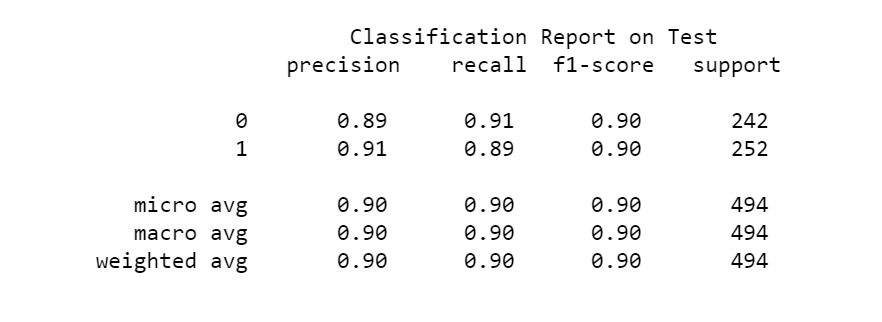 Classification Report on Test
precision recall f1-score support
0 0.89 0.91 0.90 242
1 0.91 0.89 0.90 252
micro avg 0.90 0.90 0.90 494
macro avg 0.90 0.90 0.90 494
weighted avg 0.90 0.90 0.90 494